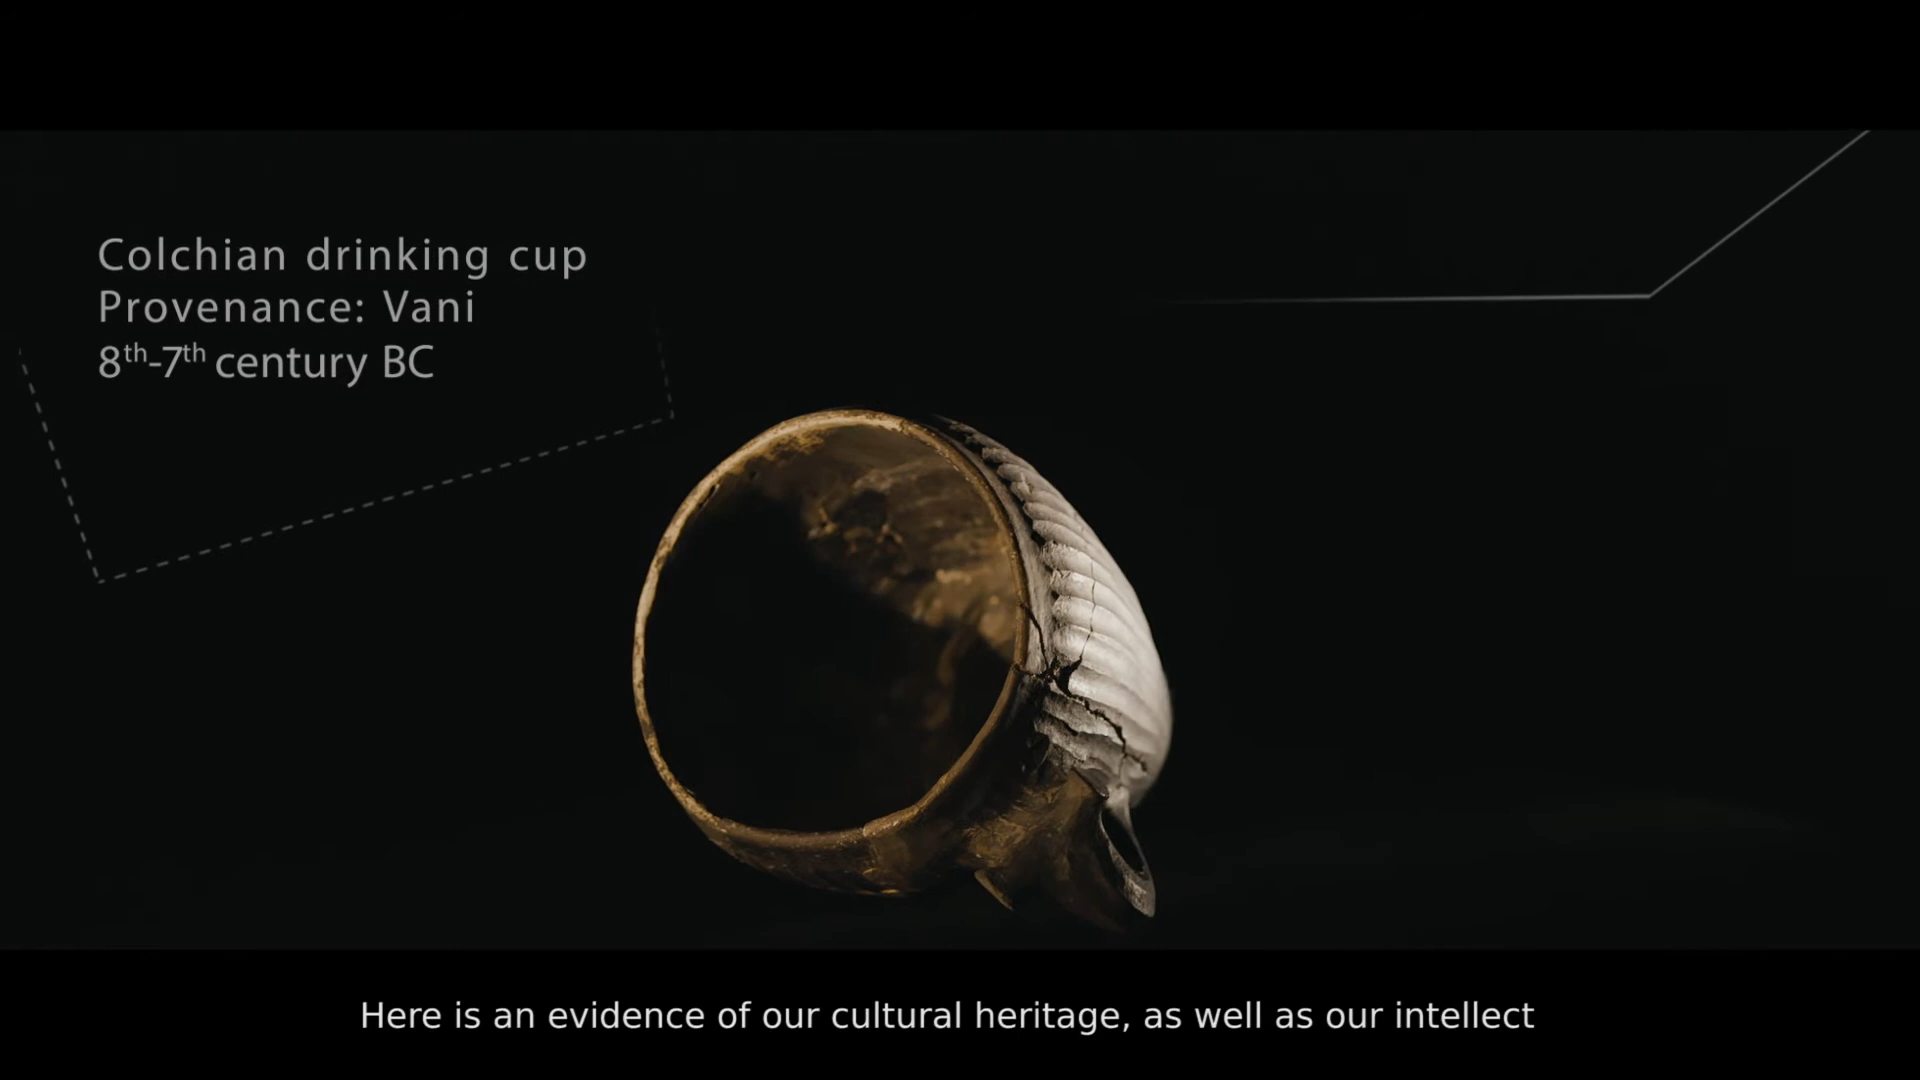 Colchian drinking cup
Provenance: Vani
8th-7th century BC
Here is an evidence of our cultural heritage, as well as our intellect